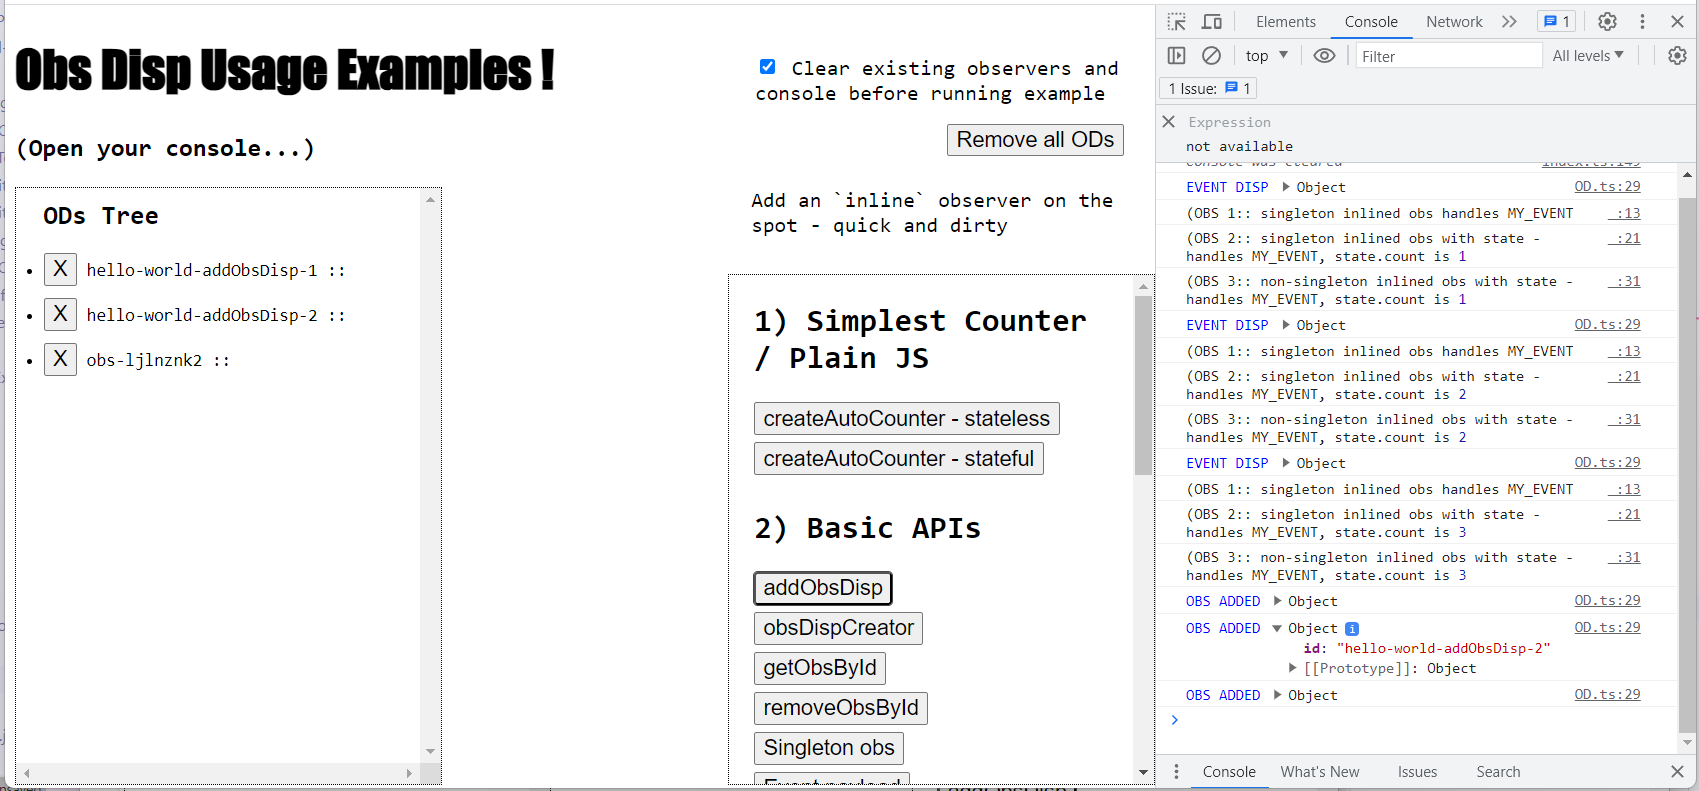 Obs Disp Usage Examples !
(Open your console...)
ODs Tree
X hello-world-addObsDisp-1 ::
X hello-world-addObsDisp-2 ::
X obs-ljlnznk2 ::
Clear existing observers and
console before running example
Remove all ODs
Add an `inline` observer on the
spot - quick and dirty
1) Simplest Counter
/ Plain JS
createAutoCounter - stateless
createAutoCounter - stateful
2) Basic APIs
addObsDisp
obsDispCreator
getObsById
removeObsById
Singleton obs
Event payload
Elements Console Network 1
top Filter All levels
1 Issue: 1
Expression
not available
Console was cleared index.ts:149
EVENT DISP Object OD.ts:29
(OBS 1:: singleton inlined obs handles MY_EVENT _:13
(OBS 2:: singleton inlined obs with state - _:21
handles MY_EVENT, state.count is 1
(OBS 3:: non-singleton inlined obs with state - _:31
handles MY_EVENT, state.count is 1
EVENT DISP Object OD.ts:29
(OBS 1:: singleton inlined obs handles MY_EVENT _:13
(OBS 2:: singleton inlined obs with state - _:21
handles MY_EVENT, state.count is 2
(OBS 3:: non-singleton inlined obs with state - _:31
handles MY_EVENT, state.count is 2
EVENT DISP Object OD.ts:29
(OBS 1:: singleton inlined obs handles MY_EVENT _:13
(OBS 2:: singleton inlined obs with state - _:21
handles MY_EVENT, state.count is 3
(OBS 3:: non-singleton inlined obs with state - _:31
handles MY_EVENT, state.count is 3
OBS ADDED Object OD.ts:29
OBS ADDED Object i OD.ts:29
id: "hello-world-addObsDisp-2"
[[Prototype]]: Object
OBS ADDED Object OD.ts:29
Console What's New Issues Search